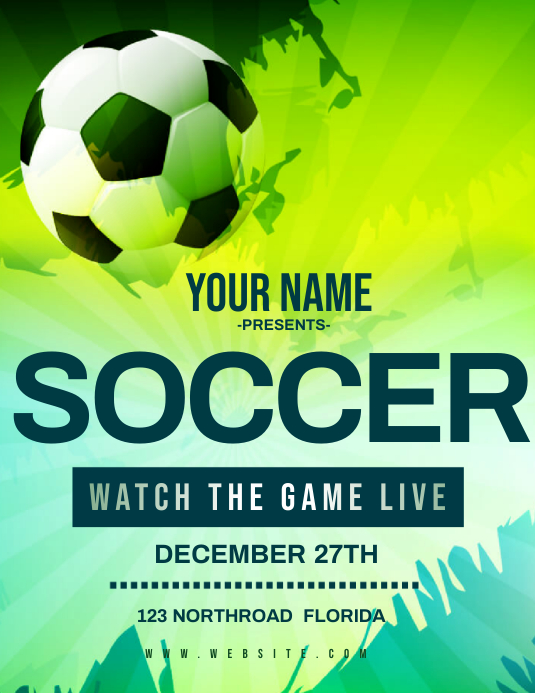 YOUR NAME
-PRESENTS-
SOCCER
WATCH THE GAME LIVE
DECEMBER 27TH
123 NORTHROAD FLORIDA
WWW.WEBSITE.COM